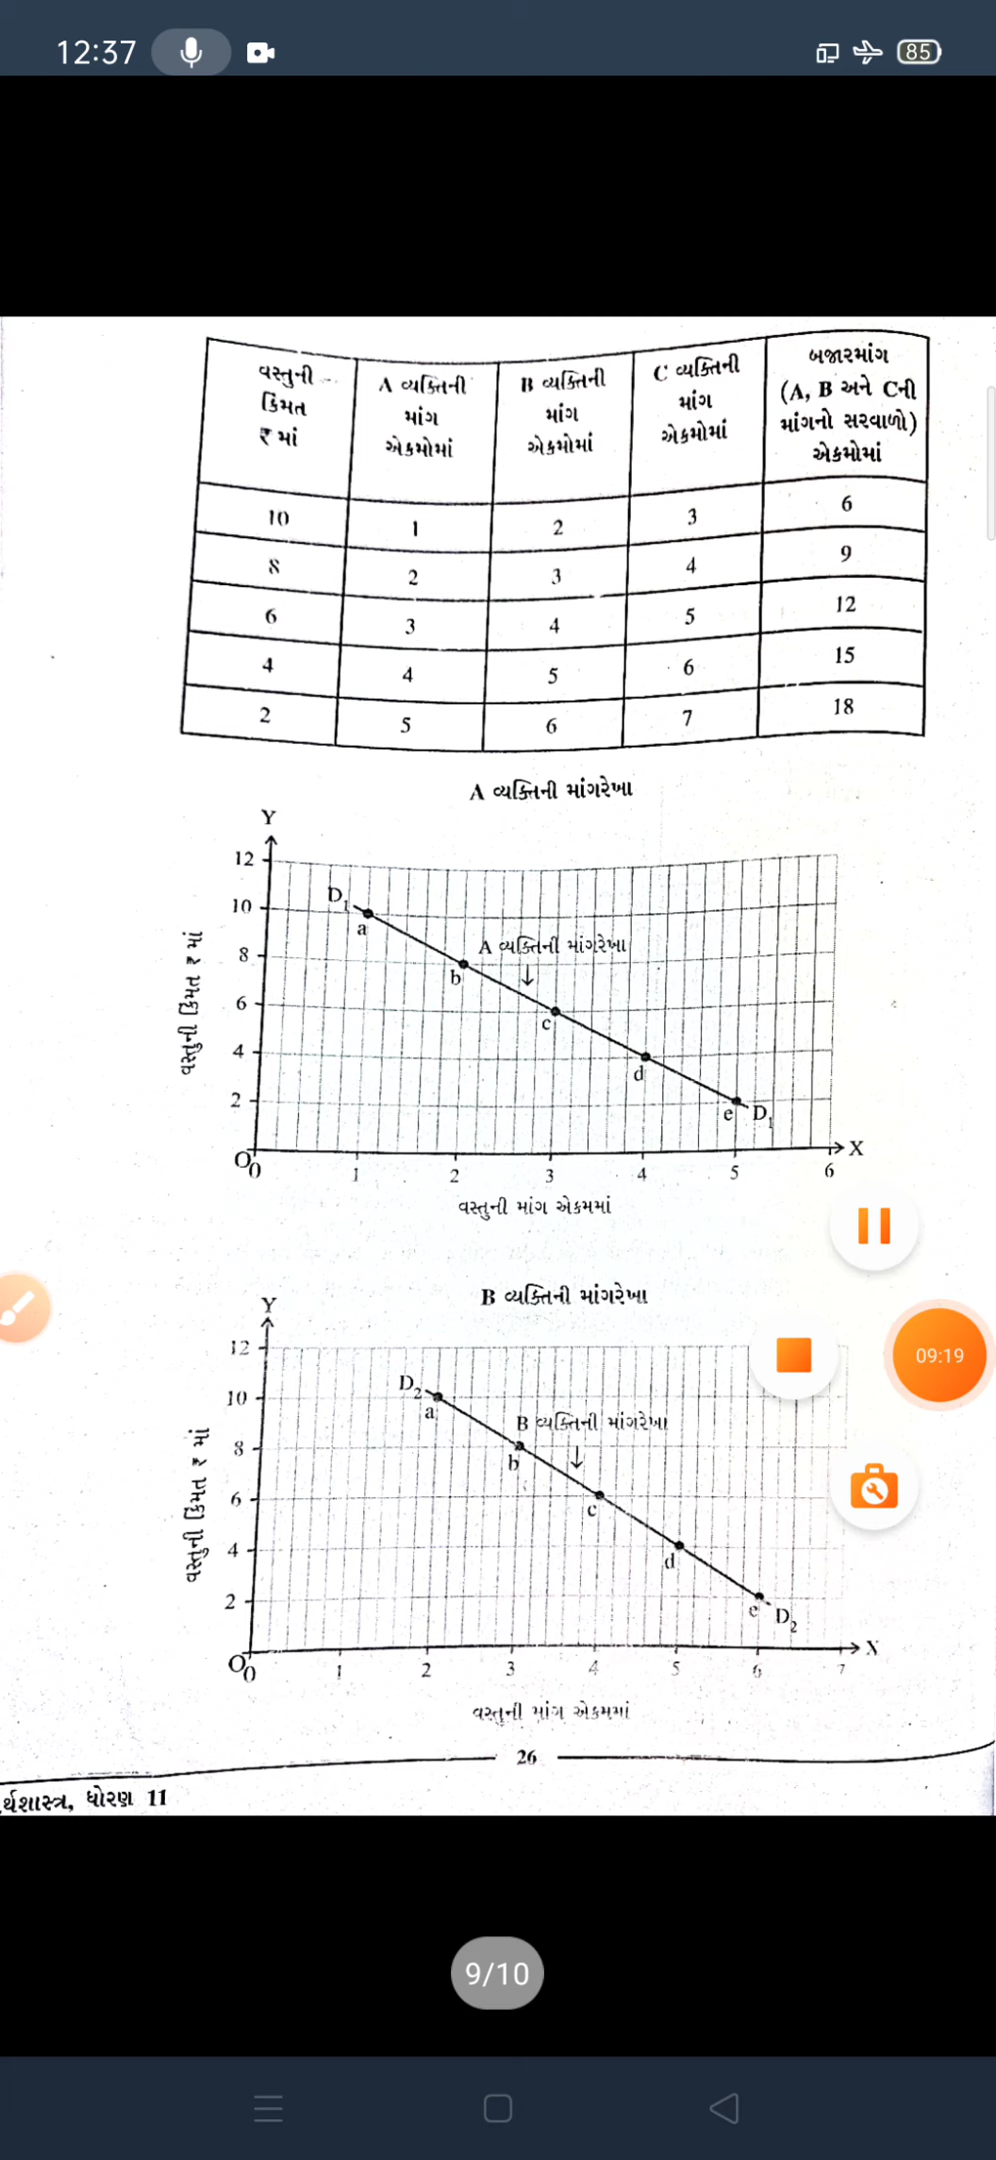 12:37
85
વસ્તુની
કિંમત
₹ માં
A વ્યક્તિની
માંગ
એકમોમાં
B વ્યક્તિની
માંગ
એકમોમાં
C વ્યક્તિની
માંગ
એકમોમાં
બજારમાંગ
(A, B અને Cની
માંગનો સરવાળો)
એકમોમાં
10 1 2 3 6
8 2 3 4 9
6 3 4 5 12
4 4 5 6 15
2 5 6 7 18
A વ્યક્તિની માંગરેખા
Y
12
10
8
6
4
2
O
વસ્તુની કિંમત ₹ માં
D1
a
A વ્યક્તિની માંગરેખા
b
c
d
e D1
X
0 1 2 3 4 5 6
વસ્તુની માંગ એકમમાં
B વ્યક્તિની માંગરેખા
Y
12
10
8
6
4
2
O
વસ્તુની કિંમત ₹ માં
D2
a
B વ્યક્તિની માંગરેખા
b
c
d
e D2
X
0 1 2 3 4 5 6 7
વસ્તુની માંગ એકમમાં
09:19
26
ર્થશાસ્ત્ર, ધોરણ 11
9/10